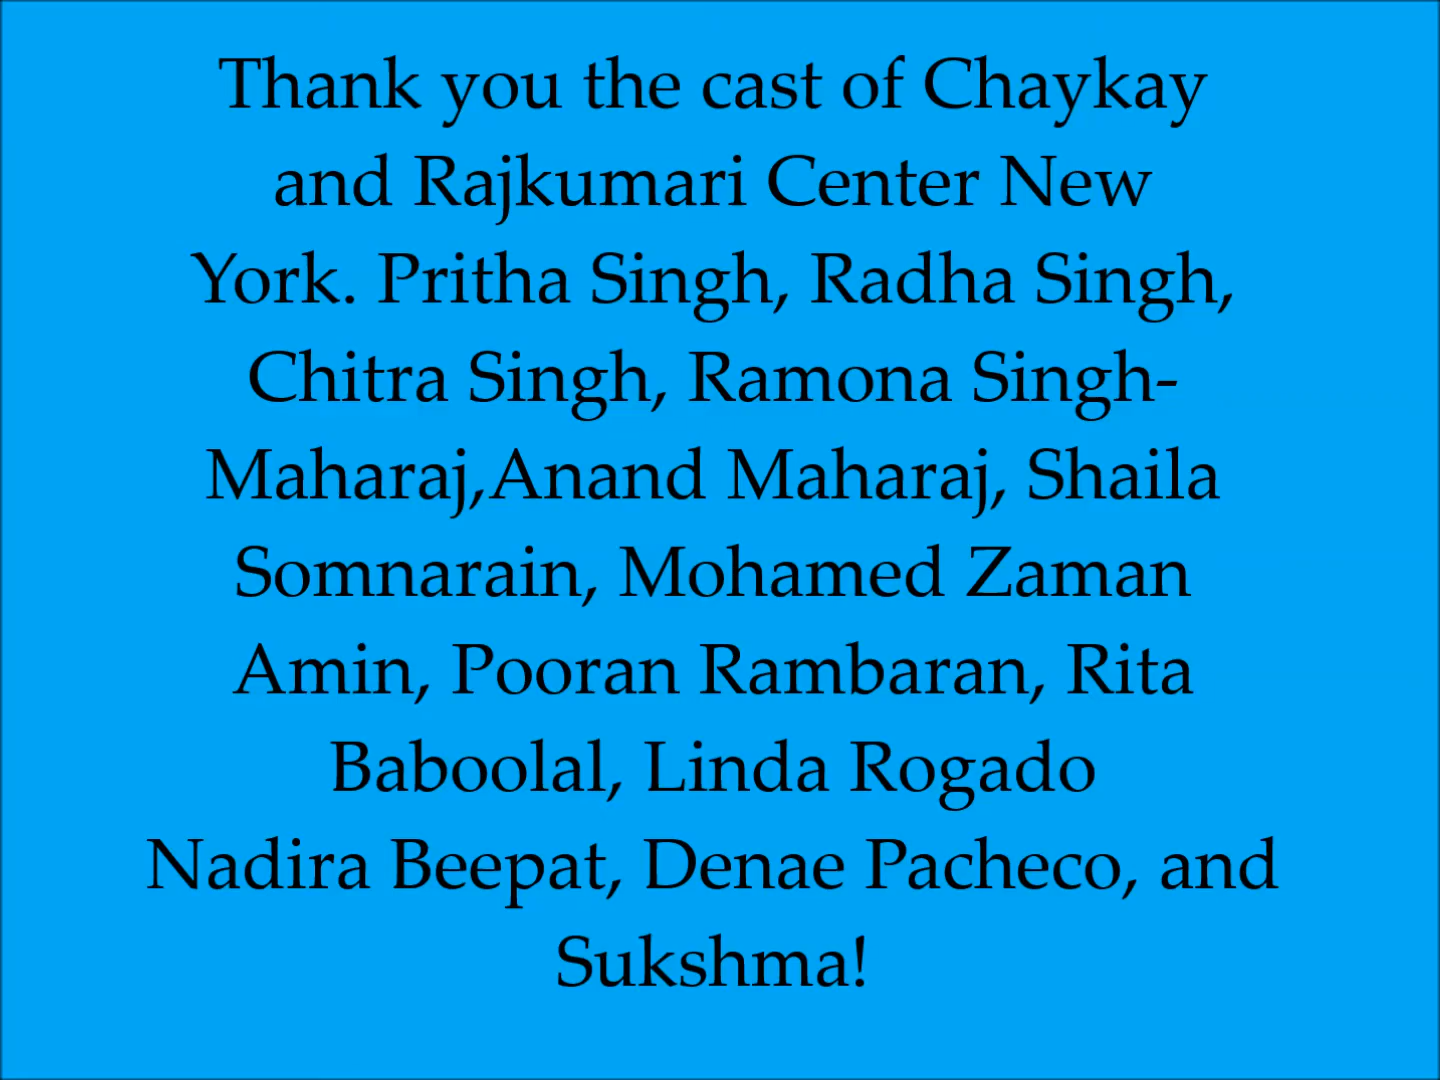 Thank you the cast of Chaykay
and Rajkumari Center New
York. Pritha Singh, Radha Singh,
Chitra Singh, Ramona Singh-
Maharaj,Anand Maharaj, Shaila
Somnarain, Mohamed Zaman
Amin, Pooran Rambaran, Rita
Baboolal, Linda Rogado
Nadira Beepat, Denae Pacheco, and
Sukshma!